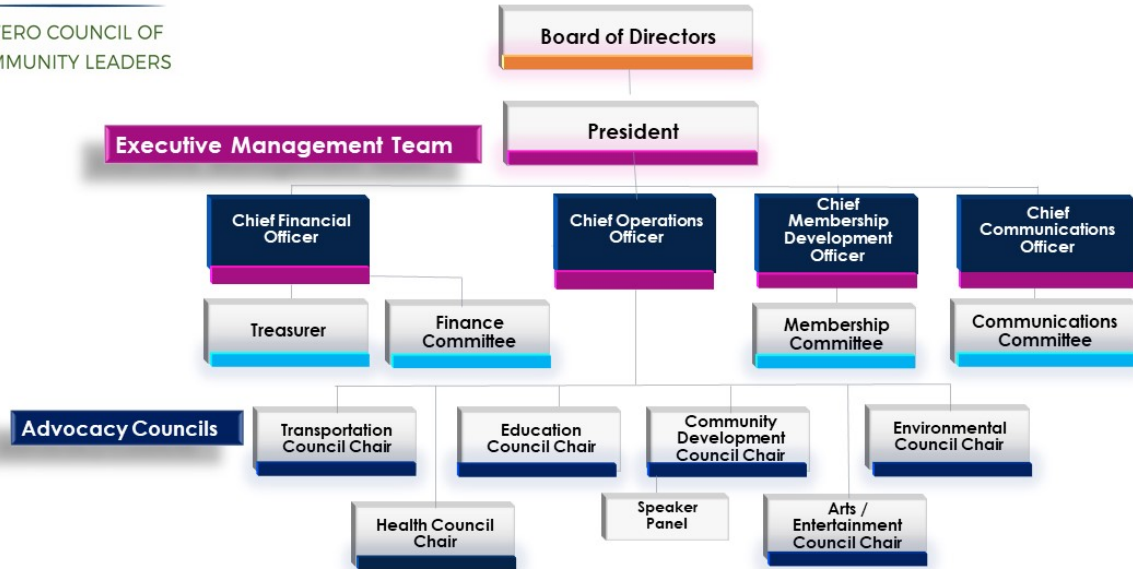 TERO COUNCIL OF
MMUNITY LEADERS
Board of Directors
President
Executive Management Team
Chief Financial
Officer
Chief Operations
Officer
Chief
Membership
Development
Officer
Chief
Communications
Officer
Treasurer
Finance
Committee
Membership
Committee
Communications
Committee
Advocacy Councils
Transportation
Council Chair
Education
Council Chair
Community
Development
Council Chair
Environmental
Council Chair
Health Council
Chair
Speaker
Panel
Arts /
Entertainment
Council Chair